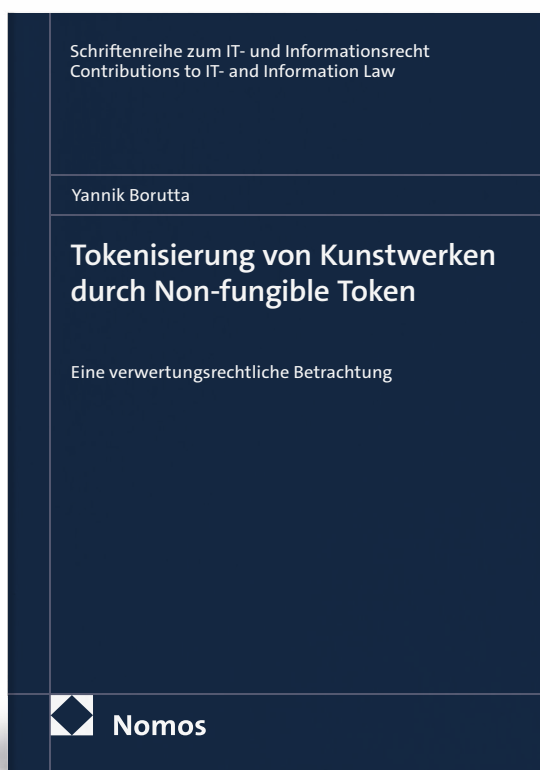 Schriftenreihe zum IT- und Informationsrecht
Contributions to IT- and Information Law
Yannik Borutta
Tokenisierung von Kunstwerken
durch Non-fungible Token
Eine verwertungsrechtliche Betrachtung
Nomos